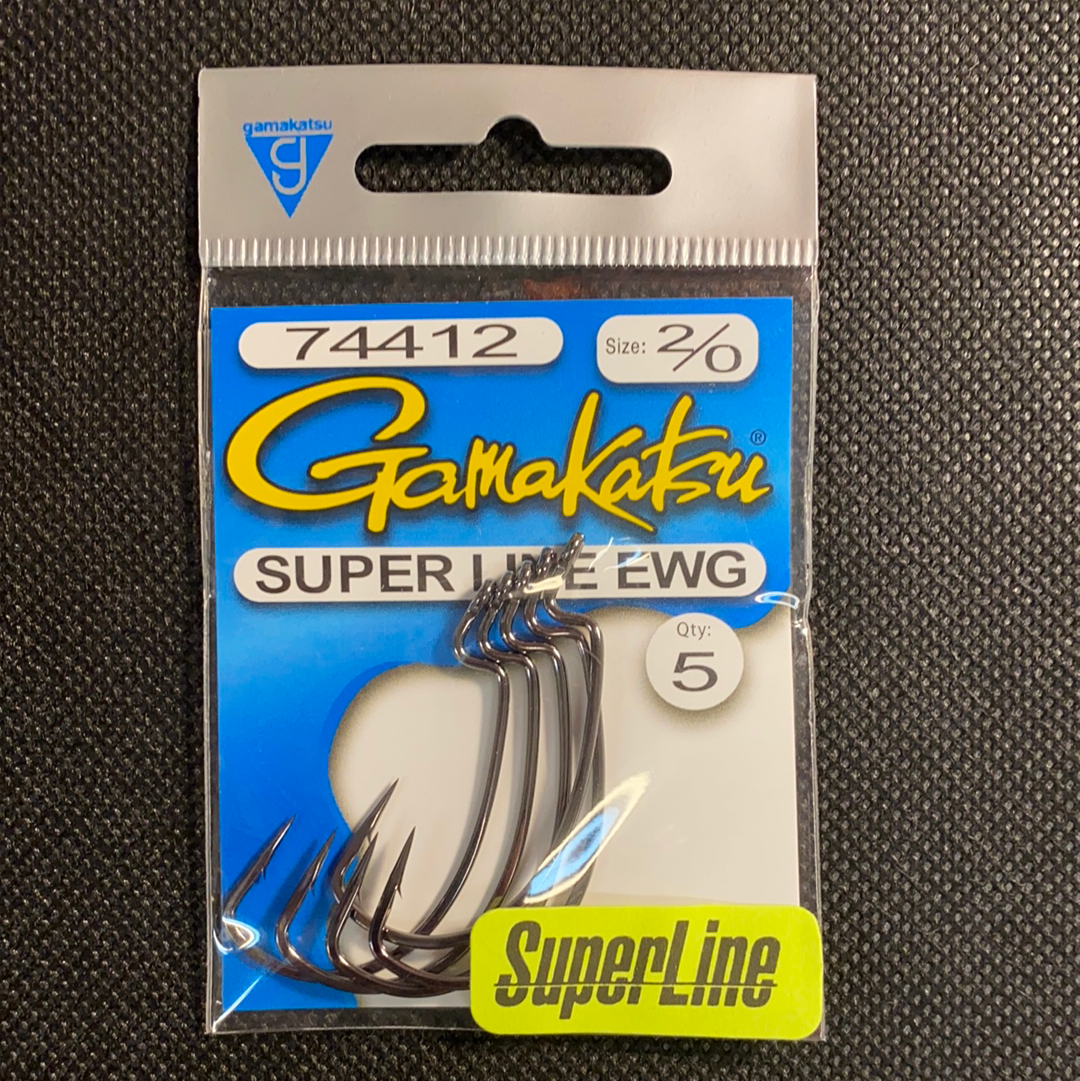 gamakatsu
g
74412
Size: 2/0
Gamakatsu®
SUPER LINE EWG
Qty:
5
SuperLine